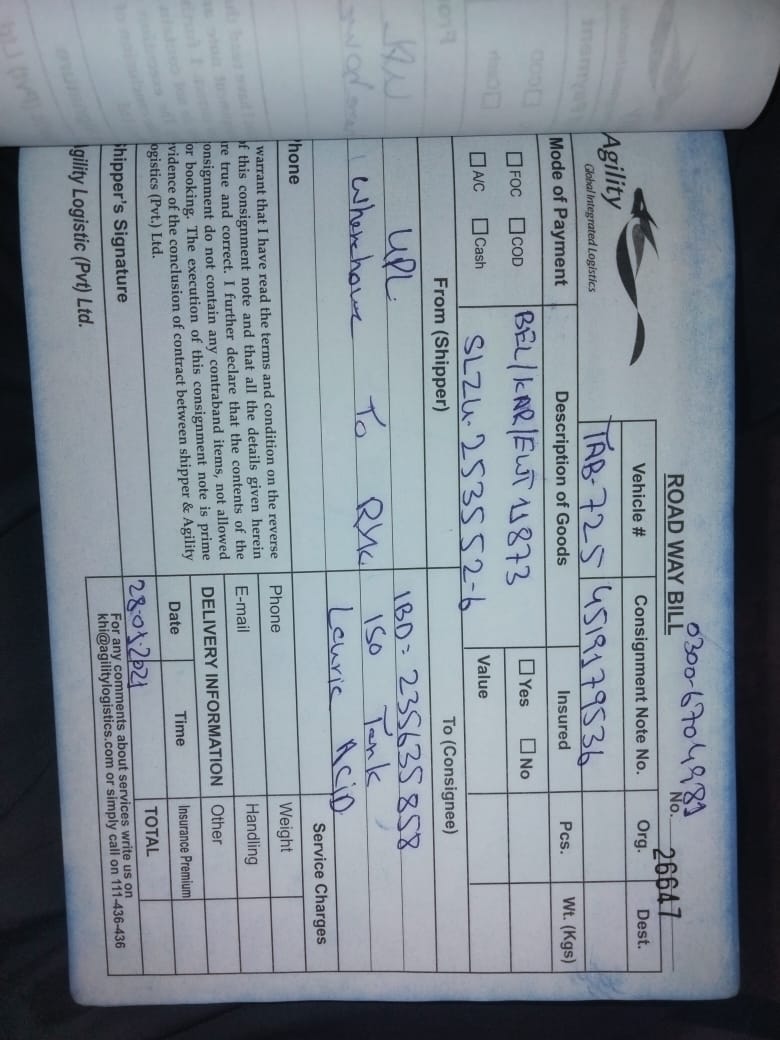 0300-6704981
ROAD WAY BILL
No. 26647
Agility
Global Integrated Logistics
Vehicle # Consignment Note No. Org. Dest.
TAB-725 4519179536
Mode of Payment Description of Goods Insured Pcs. Wt. (Kgs)
FOC COD BEL/KAR/EWT 11873 Yes No
A/C Cash SLZU-253552-6 Value
From (Shipper) To (Consignee)
UPL IBD= 235635858
Wherehouse To RYK ISO Tank
Lauric ACiD
Service Charges
hone Phone Weight
E-mail Handling
warrant that I have read the terms and condition on the reverse
f this consignment note and that all the details given herein
re true and correct. I further declare that the contents of the
onsignment do not contain any contraband items, not allowed
or booking. The execution of this consignment note is prime
vidence of the conclusion of contract between shipper & Agility
ogistics (Pvt.) Ltd.
DELIVERY INFORMATION Other
Date Time Insurance Premium
28-01-2021 TOTAL
hipper's Signature
For any comments about services write us on
khi@agilitylogistics.com or simply call on 111-436-436
gility Logistic (Pvt) Ltd.